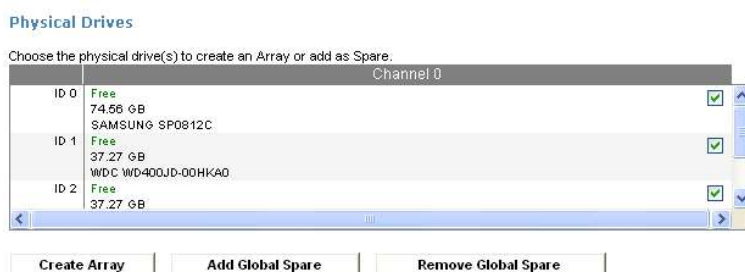 Physical Drives
Choose the physical drive(s) to create an Array or add as Spare.
Channel 0
ID 0 Free
74.56 GB
SAMSUNG SP0812C
ID 1 Free
37.27 GB
WDC WD400JD-00HKA0
ID 2 Free
37.27 GB
Create Array Add Global Spare Remove Global Spare